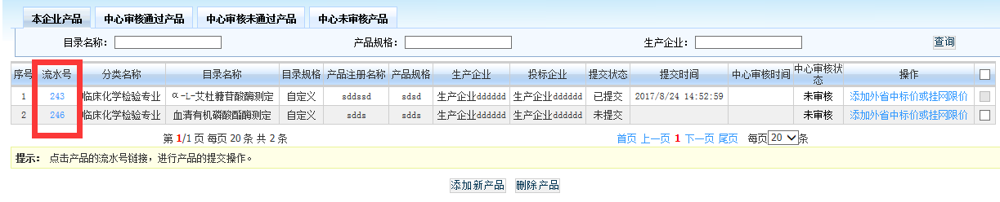 本企业产品 中心审核通过产品 中心审核未通过产品 中心未审核产品
目录名称： 产品规格： 生产企业： 查询
序号 流水号 分类名称 目录名称 目录规格 产品注册名称 产品规格 生产企业 投标企业 提交状态 提交时间 中心审核时间 中心审核状态 操作
1 243 临床化学检验专业 α-L-艾杜糖苷酸酶测定 自定义 sddssd sdsd 生产企业dddddd 生产企业dddddd 已提交 2017/8/24 14:52:59 未审核 添加外省中标价或挂网限价
2 246 临床化学检验专业 血清有机磷酸酯酶测定 自定义 sdds sdds 生产企业dddddd 生产企业dddddd 未提交 未审核 添加外省中标价或挂网限价
第 1/1 页 每页 20 条 共 2 条 首页 上一页 1 下一页 尾页 每页 20 条
提示： 点击产品的流水号链接，进行产品的提交操作。
添加新产品 删除产品